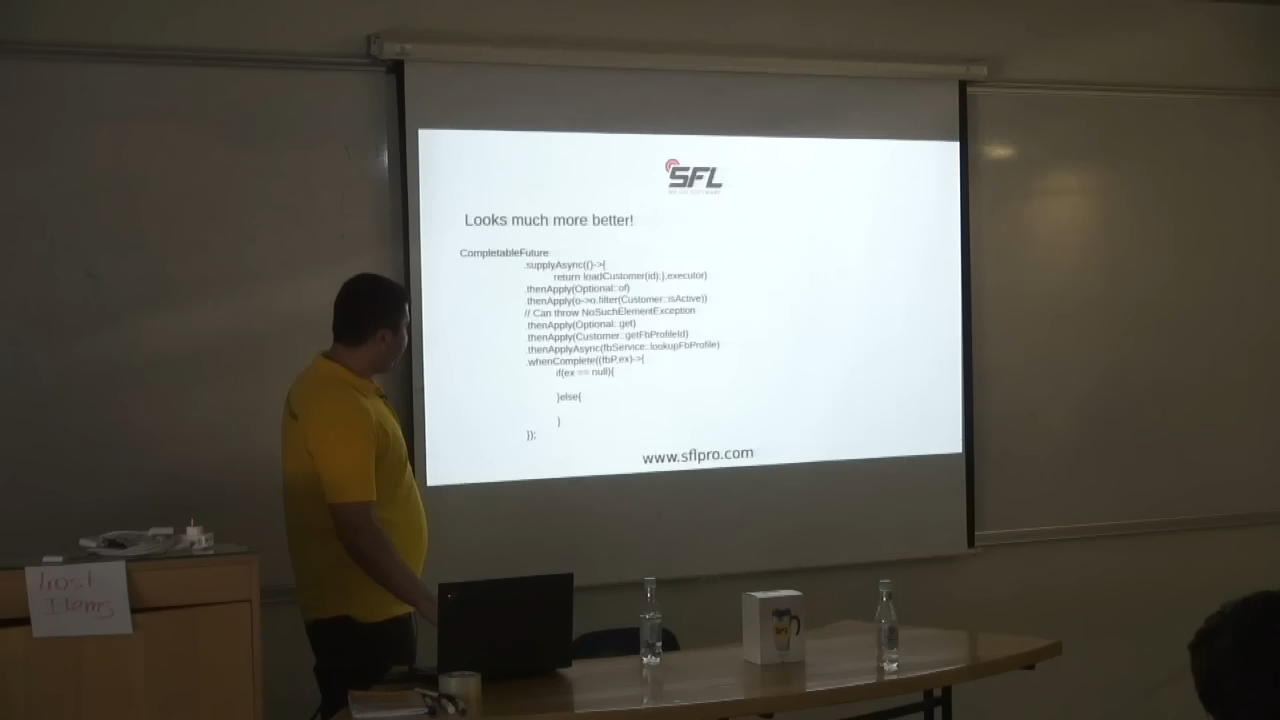 SFL
Looks much more better!
CompletableFuture
.supplyAsync(()->{
return loadCustomer(id);},executor)
.thenApply(Optional::of)
.thenApply(o->o.filter(Customer::isActive))
// Can throw NoSuchElementException
.thenApply(Optional::get)
.thenApply(Customer::getFbProfileId)
.thenApplyAsync(fbService::lookupFbProfile)
.whenComplete((fbP,ex)->{
if(ex == null){
}else{
}
});
www.sflpro.com
Lost
Items